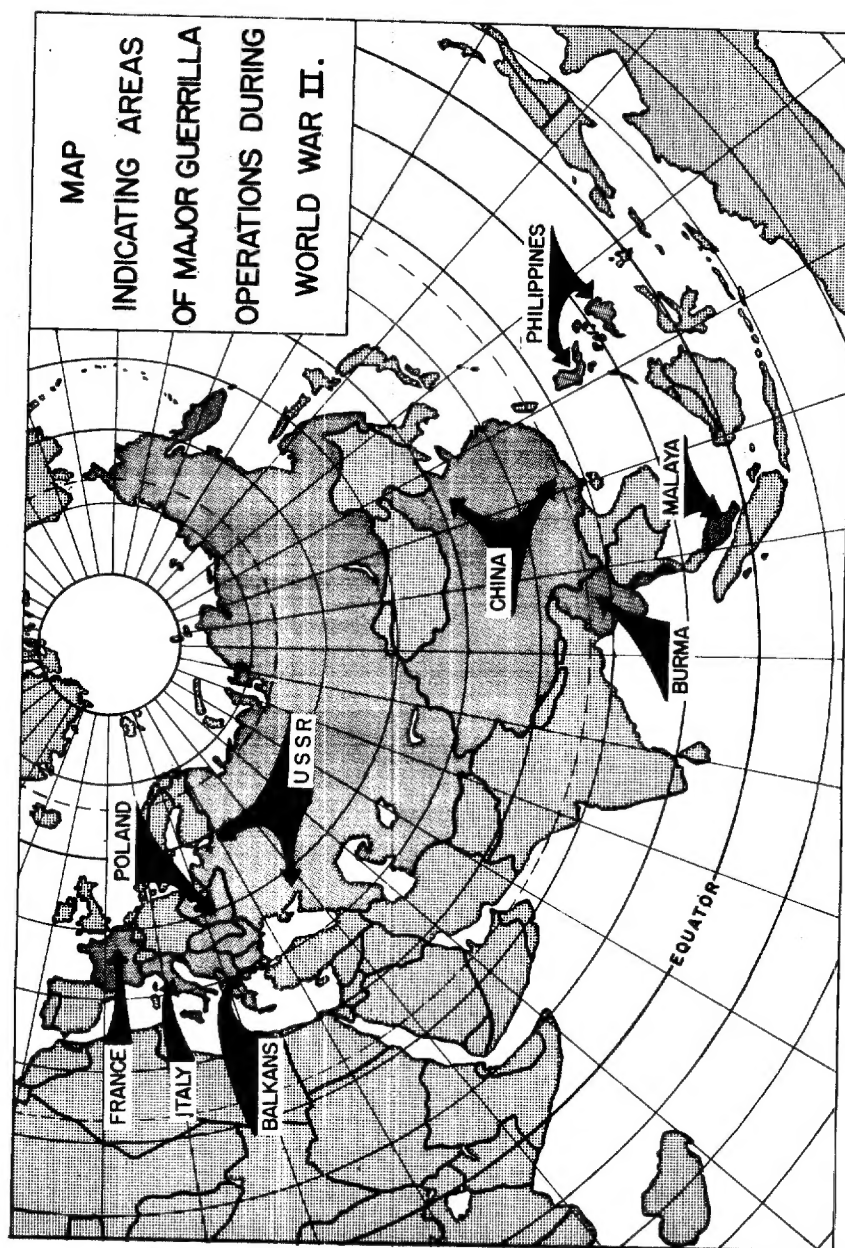 MAP
INDICATING AREAS
OF MAJOR GUERRILLA
OPERATIONS DURING
WORLD WAR II.
FRANCE
ITALY
BALKANS
POLAND
USSR
CHINA
BURMA
MALAYA
PHILIPPINES
EQUATOR